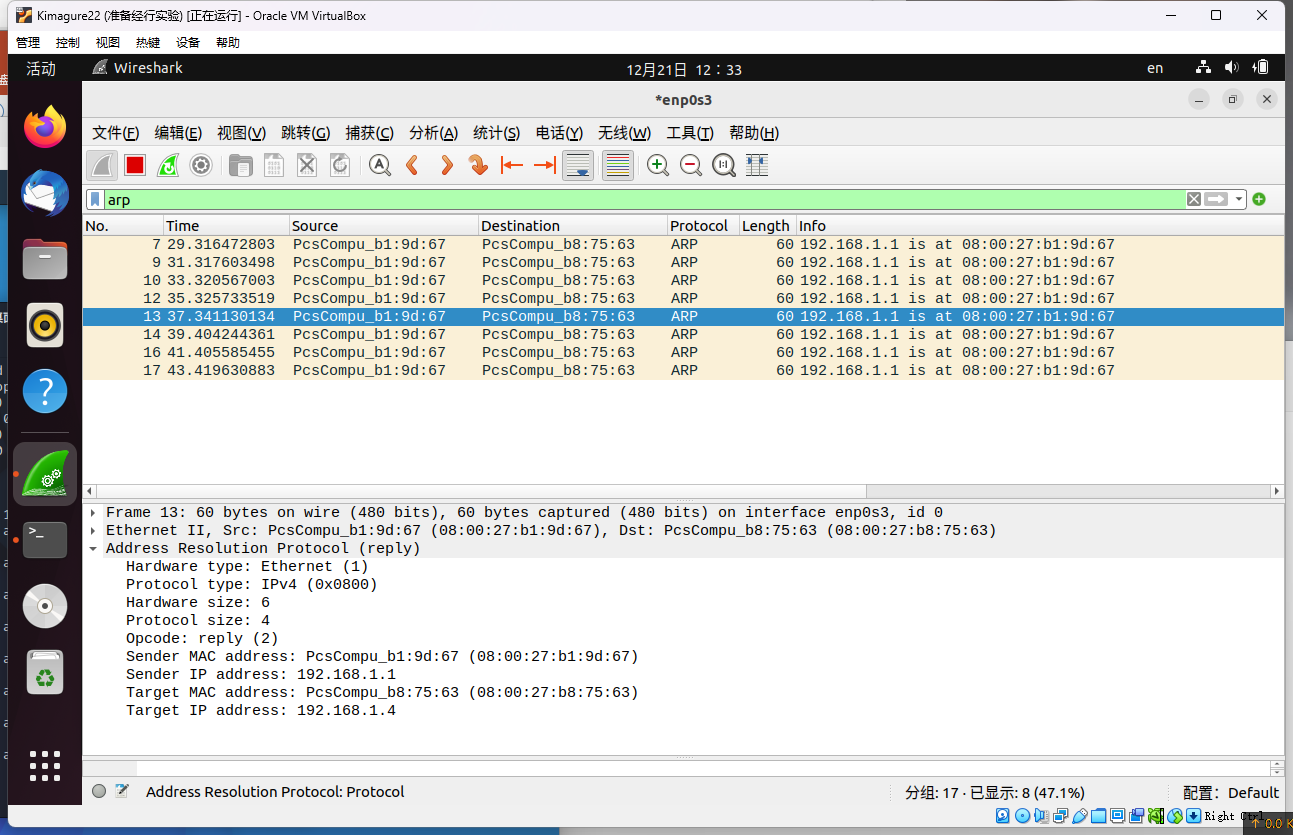 Kimagure22 (准备经行实验) [正在运行] - Oracle VM VirtualBox
管理 控制 视图 热键 设备 帮助
活动 Wireshark 12月21日 12：33 en
*enp0s3
文件(F) 编辑(E) 视图(V) 跳转(G) 捕获(C) 分析(A) 统计(S) 电话(Y) 无线(W) 工具(T) 帮助(H)
arp
No. Time Source Destination Protocol Length Info
7 29.316472803 PcsCompu_b1:9d:67 PcsCompu_b8:75:63 ARP 60 192.168.1.1 is at 08:00:27:b1:9d:67
9 31.317603498 PcsCompu_b1:9d:67 PcsCompu_b8:75:63 ARP 60 192.168.1.1 is at 08:00:27:b1:9d:67
10 33.320567003 PcsCompu_b1:9d:67 PcsCompu_b8:75:63 ARP 60 192.168.1.1 is at 08:00:27:b1:9d:67
12 35.325733519 PcsCompu_b1:9d:67 PcsCompu_b8:75:63 ARP 60 192.168.1.1 is at 08:00:27:b1:9d:67
13 37.341130134 PcsCompu_b1:9d:67 PcsCompu_b8:75:63 ARP 60 192.168.1.1 is at 08:00:27:b1:9d:67
14 39.404244361 PcsCompu_b1:9d:67 PcsCompu_b8:75:63 ARP 60 192.168.1.1 is at 08:00:27:b1:9d:67
16 41.405585455 PcsCompu_b1:9d:67 PcsCompu_b8:75:63 ARP 60 192.168.1.1 is at 08:00:27:b1:9d:67
17 43.419630883 PcsCompu_b1:9d:67 PcsCompu_b8:75:63 ARP 60 192.168.1.1 is at 08:00:27:b1:9d:67
Frame 13: 60 bytes on wire (480 bits), 60 bytes captured (480 bits) on interface enp0s3, id 0
Ethernet II, Src: PcsCompu_b1:9d:67 (08:00:27:b1:9d:67), Dst: PcsCompu_b8:75:63 (08:00:27:b8:75:63)
Address Resolution Protocol (reply)
Hardware type: Ethernet (1)
Protocol type: IPv4 (0x0800)
Hardware size: 6
Protocol size: 4
Opcode: reply (2)
Sender MAC address: PcsCompu_b1:9d:67 (08:00:27:b1:9d:67)
Sender IP address: 192.168.1.1
Target MAC address: PcsCompu_b8:75:63 (08:00:27:b8:75:63)
Target IP address: 192.168.1.4
Address Resolution Protocol: Protocol 分组: 17 · 已显示: 8 (47.1%) 配置： Default
Right Ctrl
↑ 0.0 K